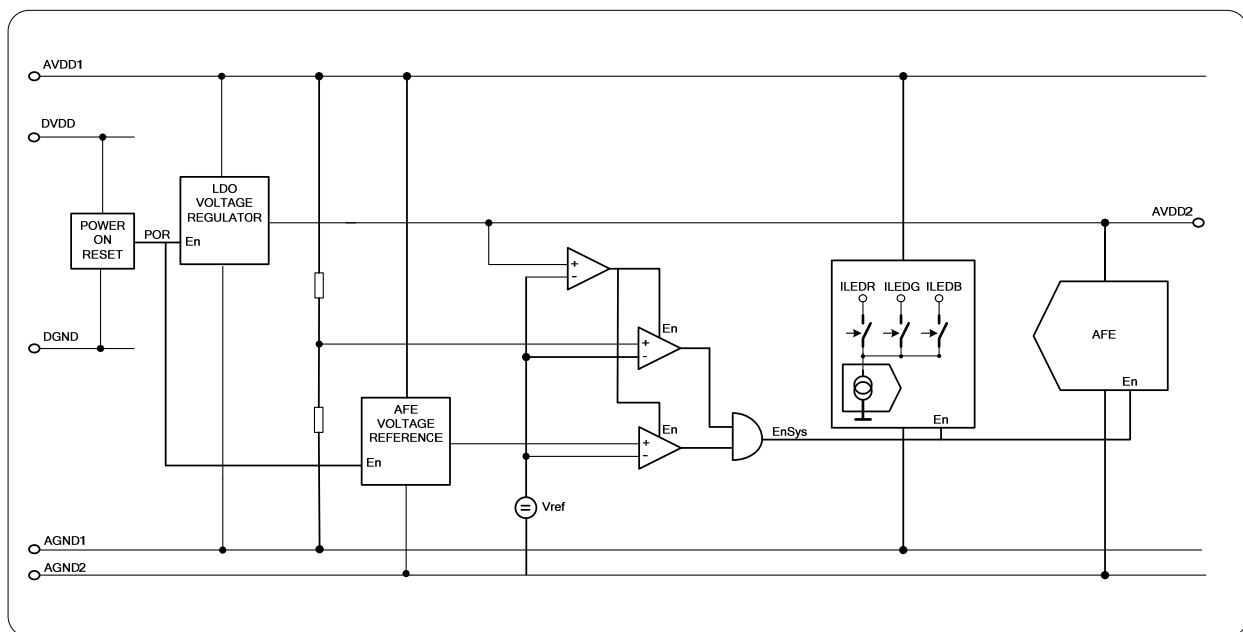 AVDD1
DVDD
LDO
VOLTAGE
REGULATOR
En
POWER
ON
RESET
POR
AVDD2
+
-
ILEDR ILEDG ILEDB
En
+
-
AFE
En
DGND
AFE
VOLTAGE
REFERENCE
En
En
+
-
EnSys
En
=
Vref
AGND1
AGND2